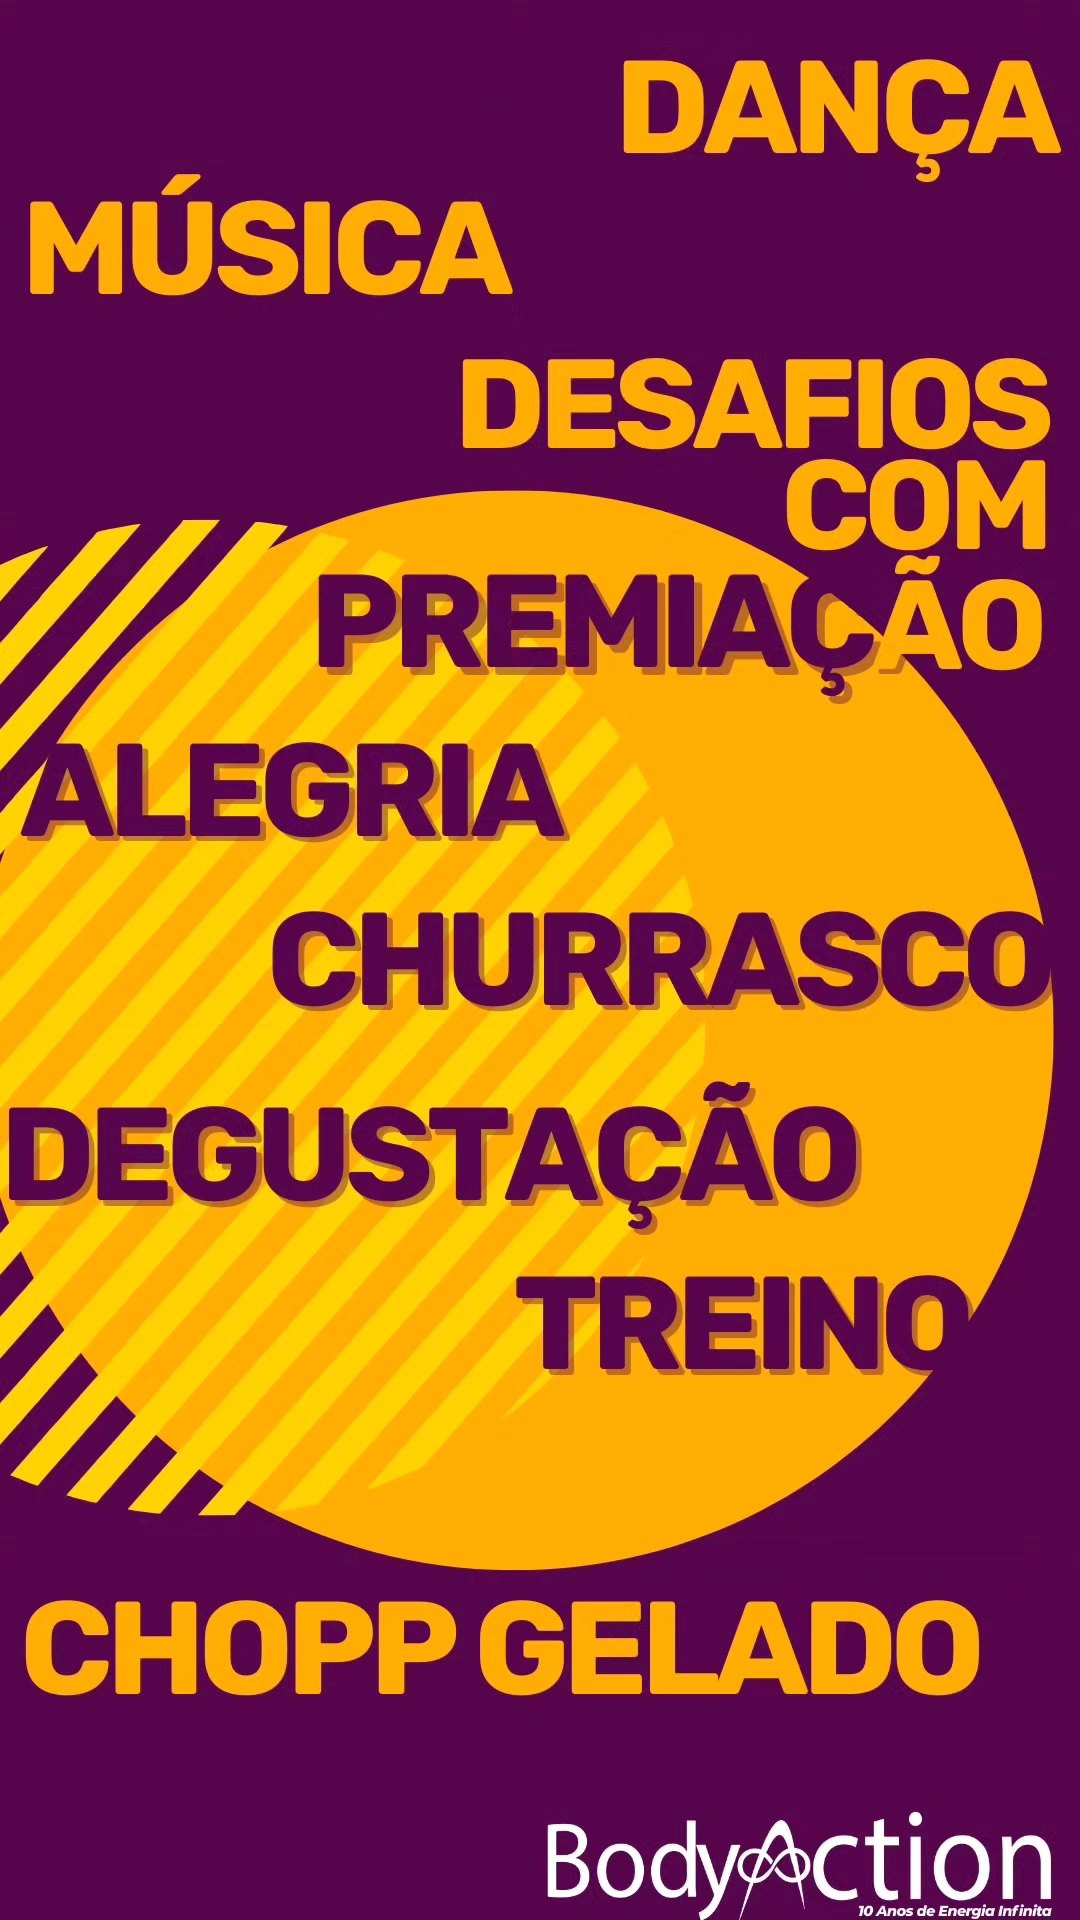 DANÇA
MÚSICA
DESAFIOS
COM
PREMIAÇÃO
ALEGRIA
CHURRASCO
DEGUSTAÇÃO
TREINO
CHOPP GELADO
BodyAction
10 Anos de Energia Infinita